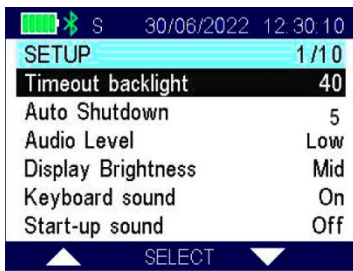 S 30/06/2022 12:30:10
SETUP 1/10
Timeout backlight 40
Auto Shutdown 5
Audio Level Low
Display Brightness Mid
Keyboard sound On
Start-up sound Off
SELECT